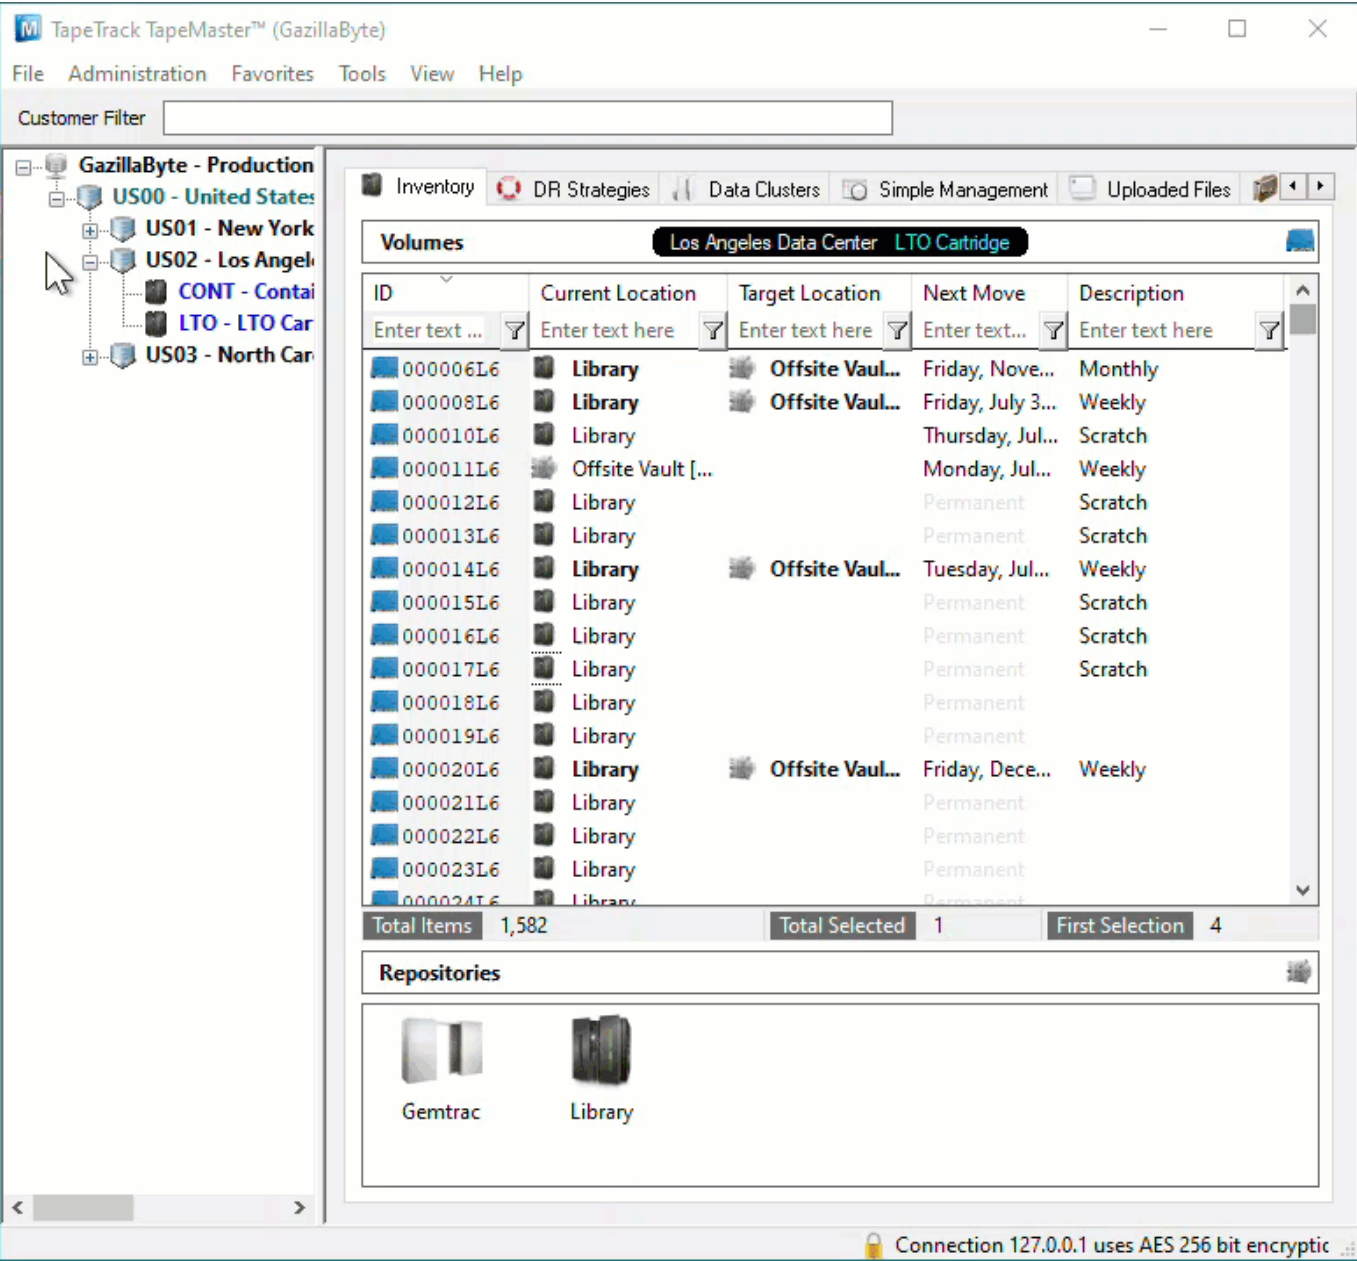 TapeTrack TapeMaster™ (GazillaByte)
File Administration Favorites Tools View Help
Customer Filter
GazillaByte - Production
US00 - United States
US01 - New York
US02 - Los Angel
CONT - Contai
LTO - LTO Car
US03 - North Car
Inventory DR Strategies Data Clusters Simple Management Uploaded Files
Volumes Los Angeles Data Center LTO Cartridge
ID Current Location Target Location Next Move Description
Enter text ... Enter text here Enter text here Enter text... Enter text here
000006L6 Library Offsite Vaul... Friday, Nove... Monthly
000008L6 Library Offsite Vaul... Friday, July 3... Weekly
000010L6 Library Thursday, Jul... Scratch
000011L6 Offsite Vault [... Monday, Jul... Weekly
000012L6 Library Permanent Scratch
000013L6 Library Permanent Scratch
000014L6 Library Offsite Vaul... Tuesday, Jul... Weekly
000015L6 Library Permanent Scratch
000016L6 Library Permanent Scratch
000017L6 Library Permanent Scratch
000018L6 Library Permanent
000019L6 Library Permanent
000020L6 Library Offsite Vaul... Friday, Dece... Weekly
000021L6 Library Permanent
000022L6 Library Permanent
000023L6 Library Permanent
000024L6 Library Permanent
Total Items 1,582 Total Selected 1 First Selection 4
Repositories
Gemtrac Library
Connection 127.0.0.1 uses AES 256 bit encryptic